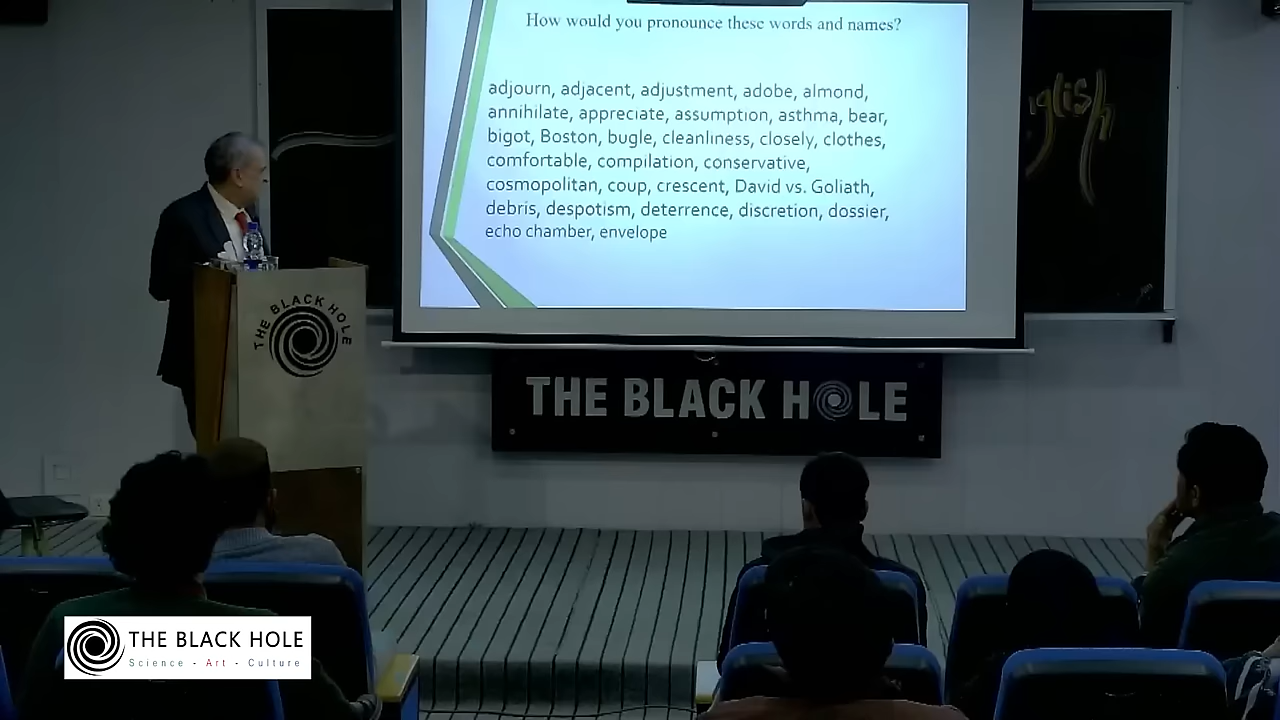 How would you pronounce these words and names?
adjourn, adjacent, adjustment, adobe, almond,
annihilate, appreciate, assumption, asthma, bear,
bigot, Boston, bugle, cleanliness, closely, clothes,
comfortable, compilation, conservative,
cosmopolitan, coup, crescent, David vs. Goliath,
debris, despotism, deterrence, discretion, dossier,
echo chamber, envelope
glish
THE BLACK HOLE
THE BLACK HOLE
THE BLACK HOLE
Science - Art - Culture